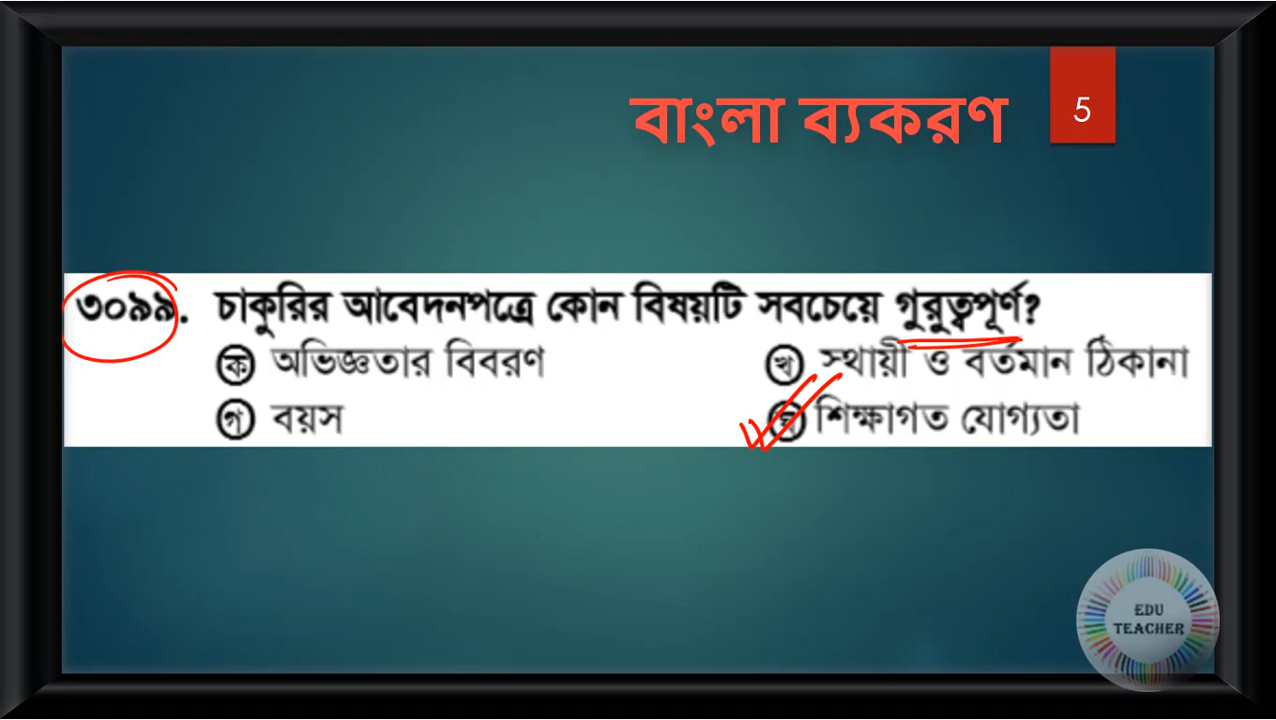 বাংলা ব্যকরণ
5
৩০৯৯. চাকুরির আবেদনপত্রে কোন বিষয়টি সবচেয়ে গুরুত্বপূর্ণ?
ক অভিজ্ঞতার বিবরণ খ স্থায়ী ও বর্তমান ঠিকানা
গ বয়স ঘ শিক্ষাগত যোগ্যতা
EDU
TEACHER